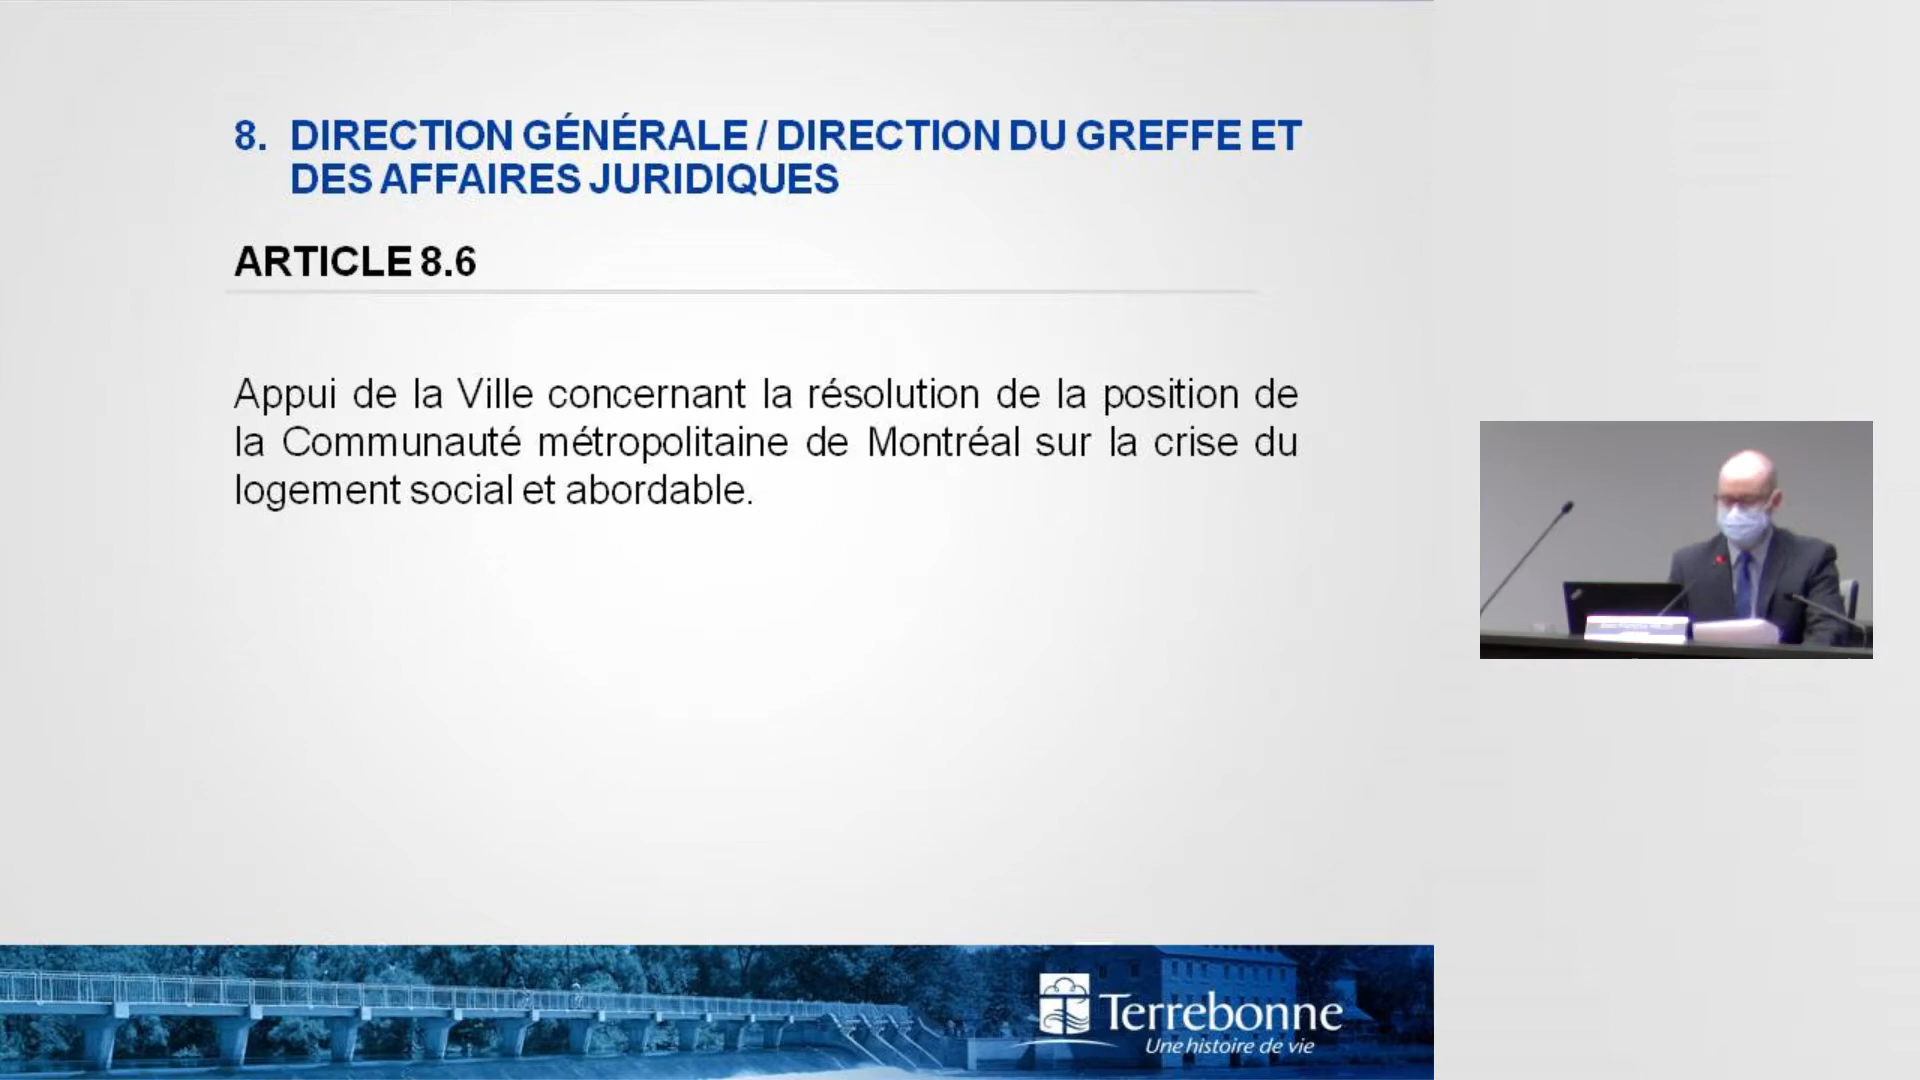 8. DIRECTION GÉNÉRALE / DIRECTION DU GREFFE ET
DES AFFAIRES JURIDIQUES
ARTICLE 8.6
Appui de la Ville concernant la résolution de la position de
la Communauté métropolitaine de Montréal sur la crise du
logement social et abordable.
Terrebonne
Une histoire de vie